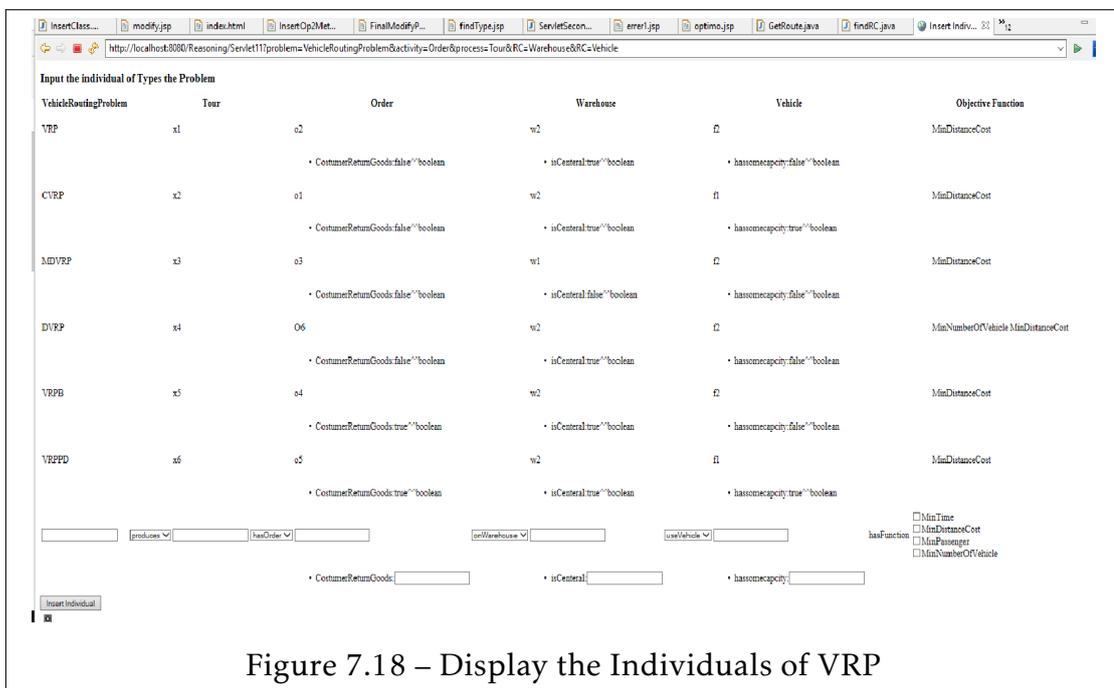 InsertClass.... modify.jsp index.html InsertOp2Met... FinalModifyP... findType.jsp ServletSecon... errer1.jsp optimo.jsp GetRoute.java findRC.java Insert Indiv... »12
http://localhost:8080/Reasoning/Servlet11?problem=VehicleRoutingProblem&activity=Order&process=Tour&RC=Warehouse&RC=Vehicle
Input the individual of Types the Problem
VehicleRoutingProblem Tour Order Warehouse Vehicle Objective Function
VRP x1 o2 w2 f2 MinDistanceCost
• CostumerReturnGoods:false^^boolean • isCenteral:true^^boolean • hassomecapcity:false^^boolean
CVRP x2 o1 w2 f1 MinDistanceCost
• CostumerReturnGoods:false^^boolean • isCenteral:true^^boolean • hassomecapcity:true^^boolean
MDVRP x3 o3 w1 f2 MinDistanceCost
• CostumerReturnGoods:false^^boolean • isCenteral:false^^boolean • hassomecapcity:false^^boolean
DVRP x4 O6 w2 f2 MinNumberOfVehicle MinDistanceCost
• CostumerReturnGoods:false^^boolean • isCenteral:true^^boolean • hassomecapcity:false^^boolean
VRPB x5 o4 w2 f2 MinDistanceCost
• CostumerReturnGoods:true^^boolean • isCenteral:true^^boolean • hassomecapcity:false^^boolean
VRPPD x6 o5 w2 f1 MinDistanceCost
• CostumerReturnGoods:true^^boolean • isCenteral:true^^boolean • hassomecapcity:true^^boolean
produces hasOrder onWarehouse useVehicle hasFunction
MinTime
MinDistanceCost
MinPassenger
MinNumberOfVehicle
• CostumerReturnGoods: • isCenteral: • hassomecapcity:
Insert Individual
Figure 7.18 – Display the Individuals of VRP